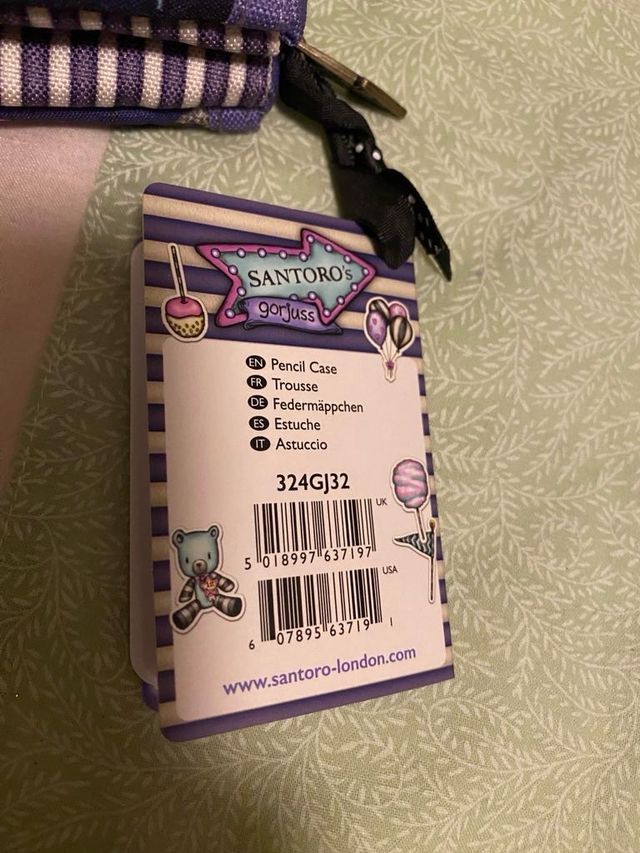 SANTORO's
gorjuss
EN Pencil Case
FR Trousse
DE Federmäppchen
ES Estuche
IT Astuccio
324GJ32
UK
5 018997 637197
USA
6 07895 63719 1
www.santoro-london.com